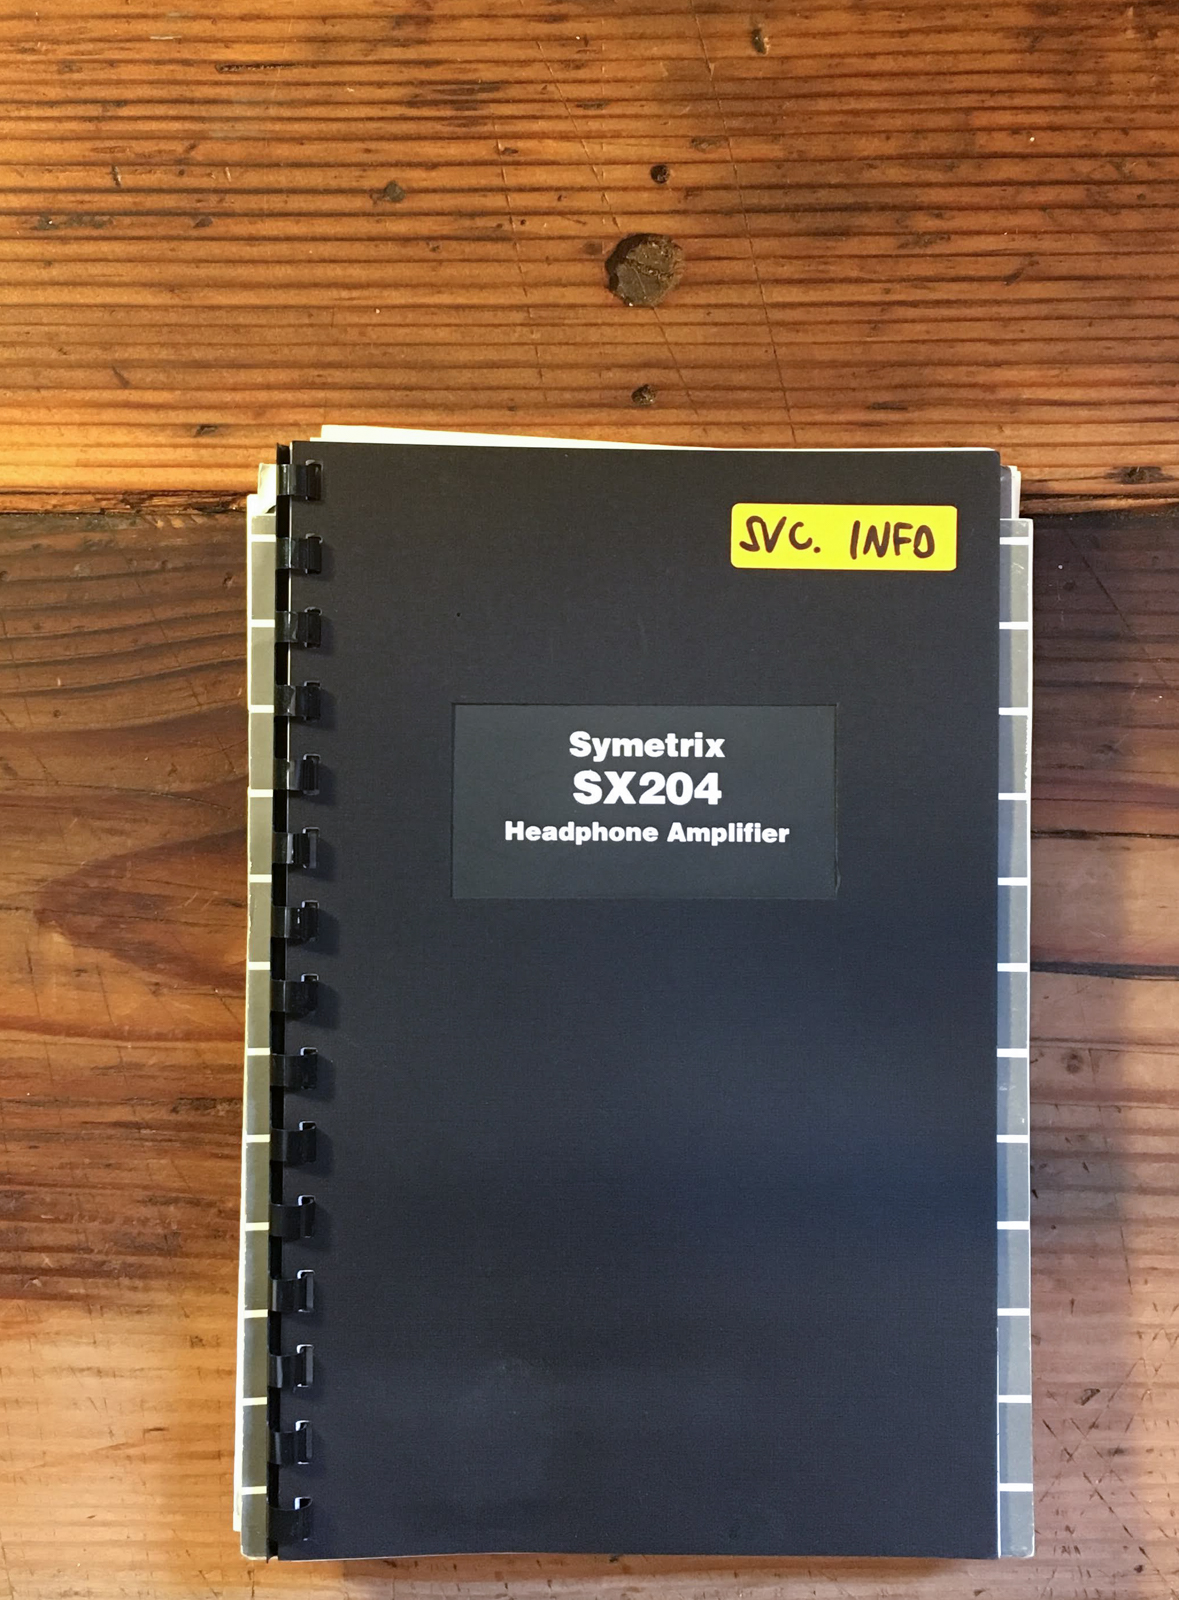 SVC. INFO
Symetrix
SX204
Headphone Amplifier